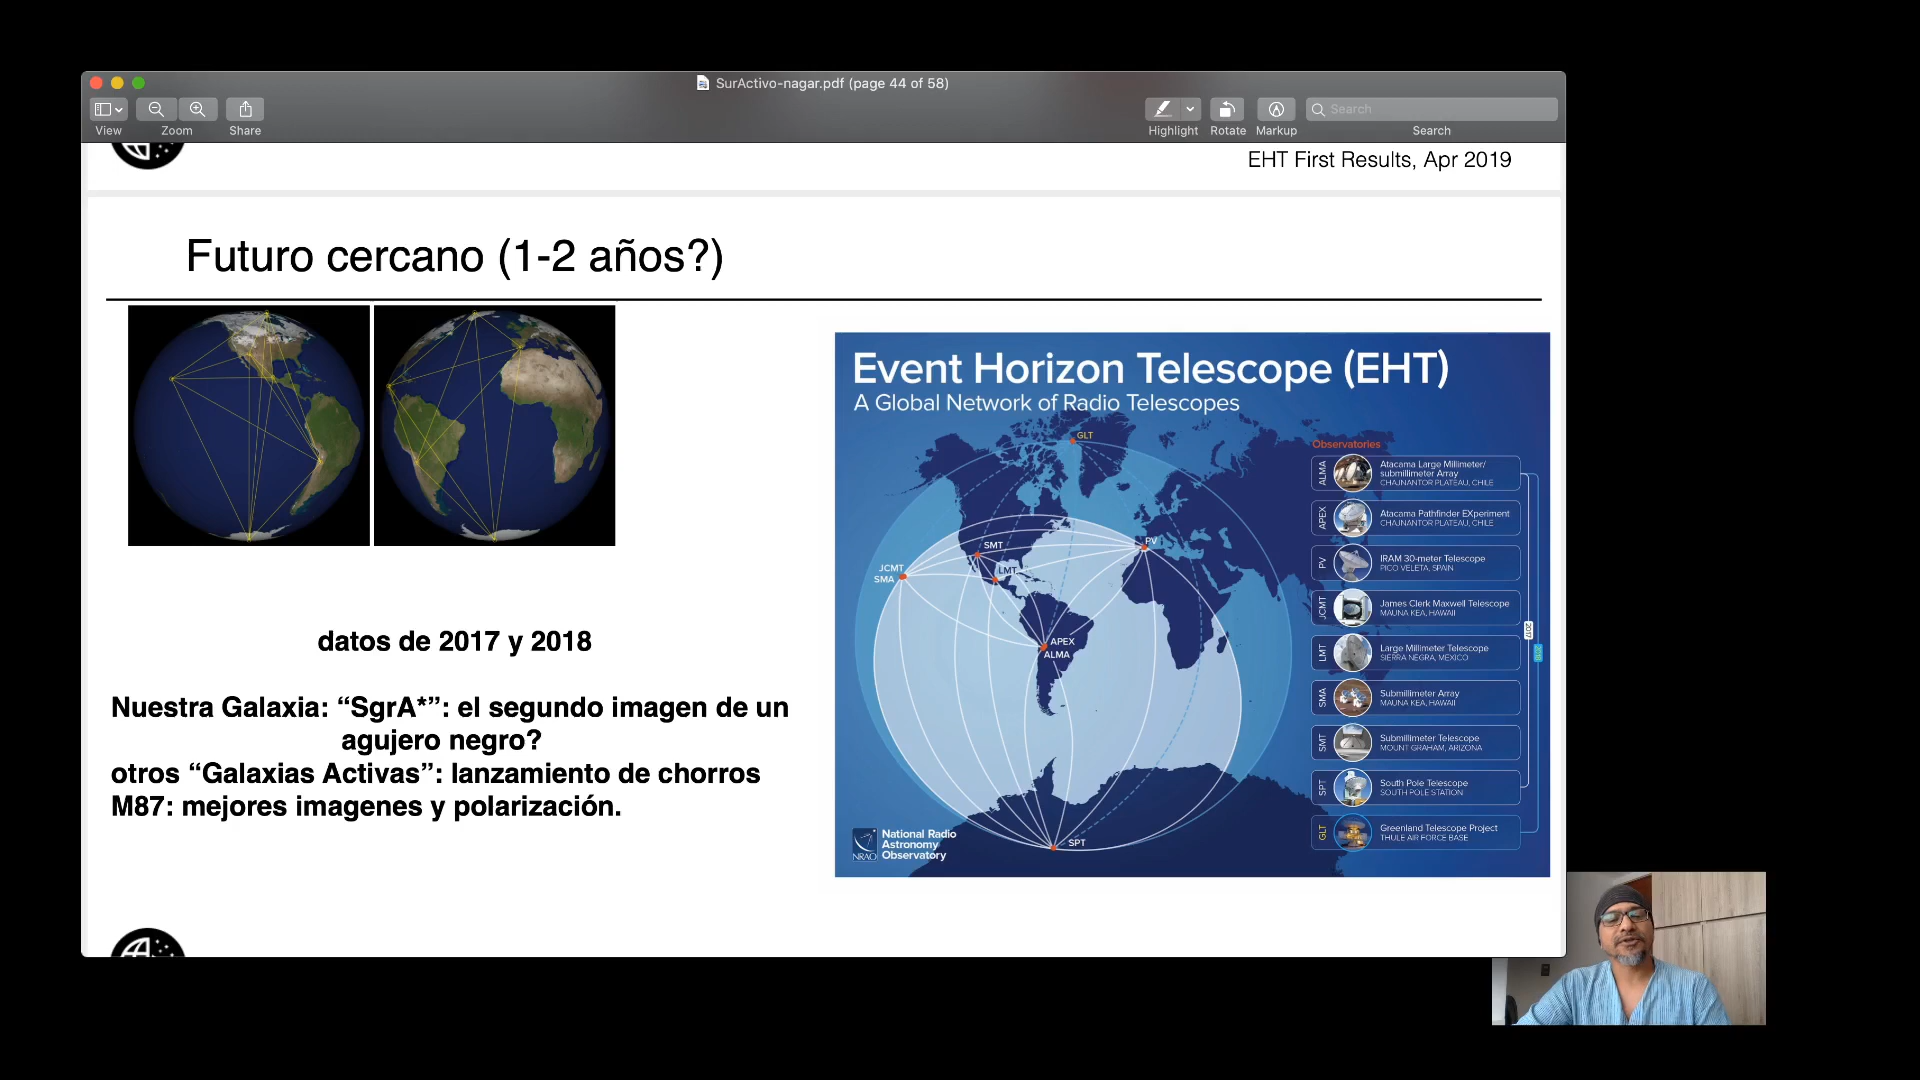 SurActivo-nagar.pdf (page 44 of 58)
View
Zoom
Share
Highlight
Rotate
Markup
Search
Search
EHT First Results, Apr 2019
Futuro cercano (1-2 años?)
datos de 2017 y 2018
Nuestra Galaxia: “SgrA*”: el segundo imagen de un
agujero negro?
otros “Galaxias Activas”: lanzamiento de chorros
M87: mejores imagenes y polarización.
Event Horizon Telescope (EHT)
A Global Network of Radio Telescopes
GLT
SMT
PV
JCMT
SMA
LMT
APEX
ALMA
SPT
NRAO
National Radio
Astronomy
Observatory
Observatories
ALMA
Atacama Large Millimeter/
submillimeter Array
CHAJNANTOR PLATEAU, CHILE
APEX
Atacama Pathfinder EXperiment
CHAJNANTOR PLATEAU, CHILE
PV
IRAM 30-meter Telescope
PICO VELETA, SPAIN
JCMT
James Clerk Maxwell Telescope
MAUNA KEA, HAWAII
LMT
Large Millimeter Telescope
SIERRA NEGRA, MEXICO
SMA
Submillimeter Array
MAUNA KEA, HAWAII
SMT
Submillimeter Telescope
MOUNT GRAHAM, ARIZONA
SPT
South Pole Telescope
SOUTH POLE STATION
GLT
Greenland Telescope Project
THULE AIR FORCE BASE
2017